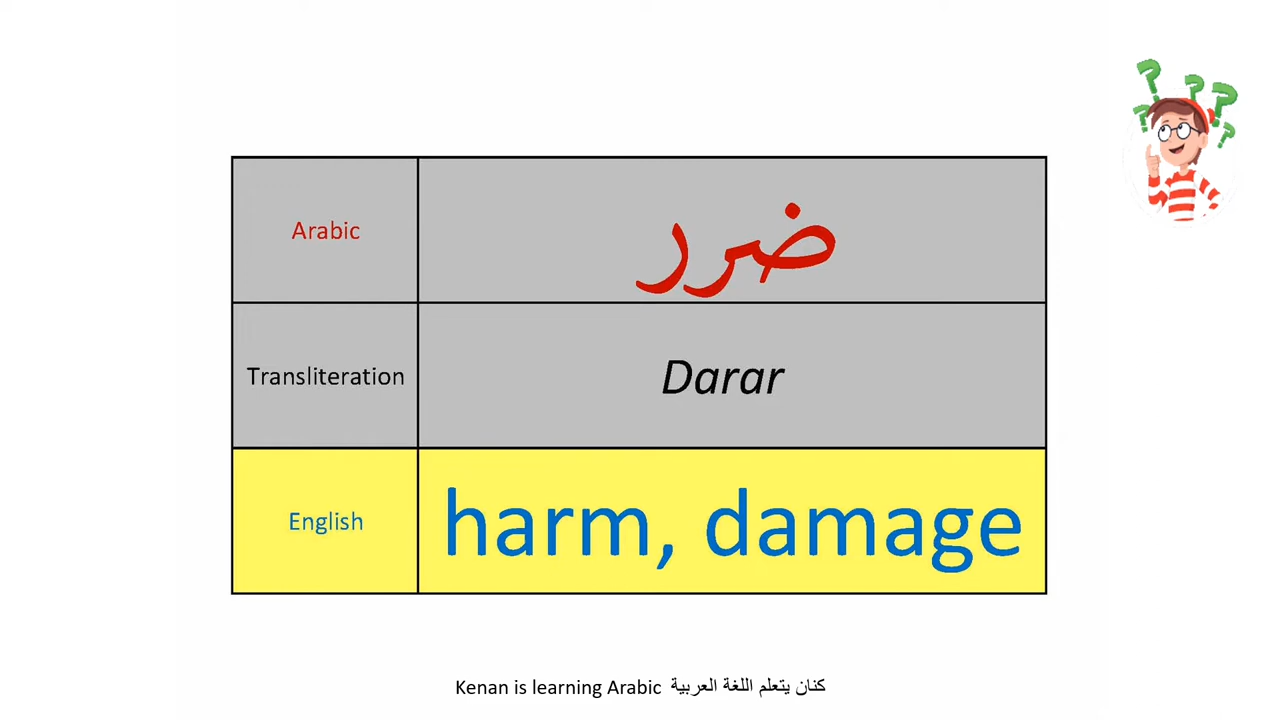 Arabic ضرر
Transliteration Darar
English harm, damage
Kenan is learning Arabic كنان يتعلم اللغة العربية